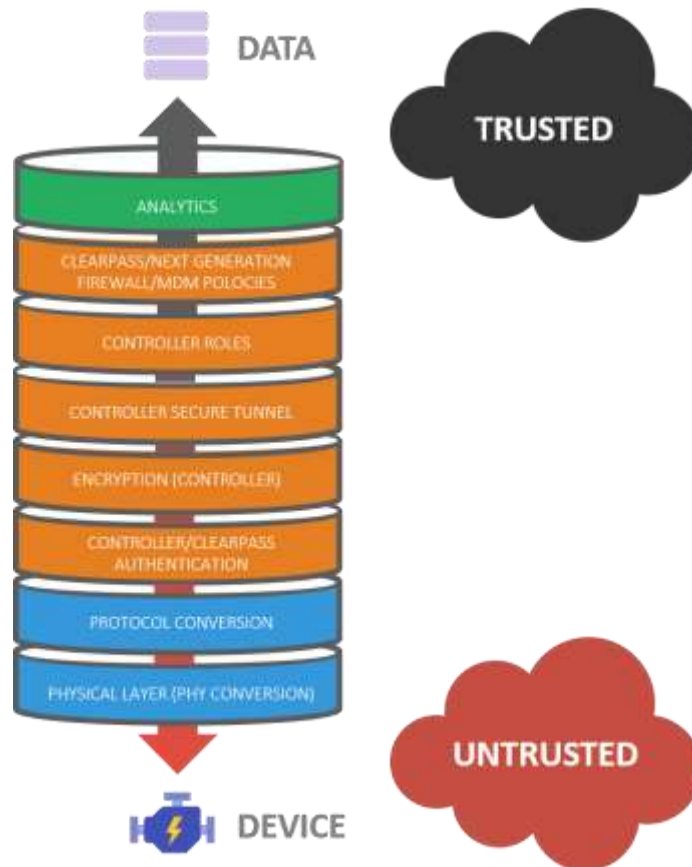 DATA
TRUSTED
ANALYTICS
CLEARPASS/NEXT GENERATION
FIREWALL/MDM POLOCIES
CONTROLLER ROLES
CONTROLLER SECURE TUNNEL
ENCRYPTION (CONTROLLER)
CONTROLLER/CLEARPASS
AUTHENTICATION
PROTOCOL CONVERSION
PHYSICAL LAYER (PHY CONVERSION)
UNTRUSTED
DEVICE